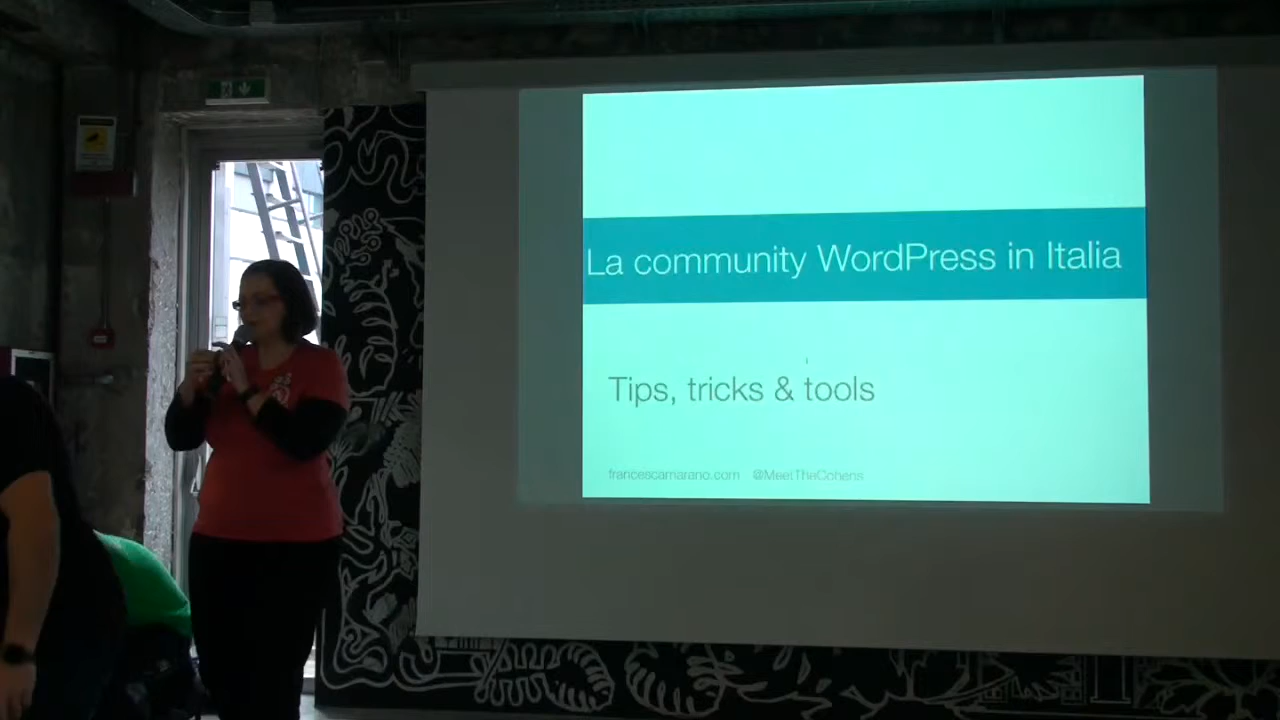 La community WordPress in Italia
Tips, tricks & tools
francescamarano.com @MeetTheCohens